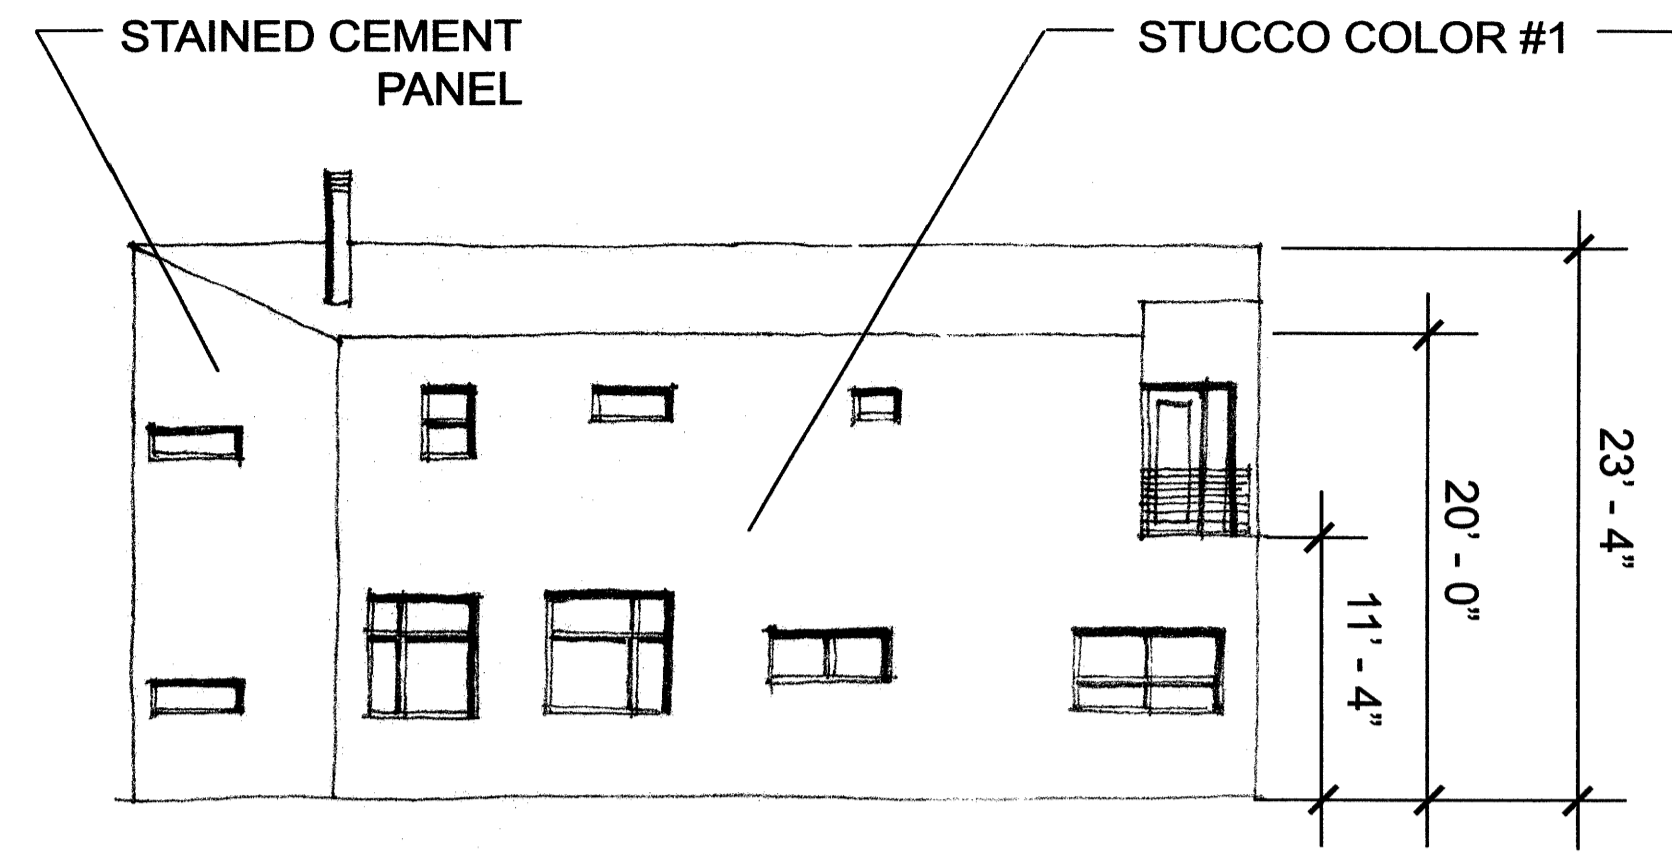 STAINED CEMENT
PANEL
STUCCO COLOR #1
23’ - 4”
20’ - 0”
11’ - 4”